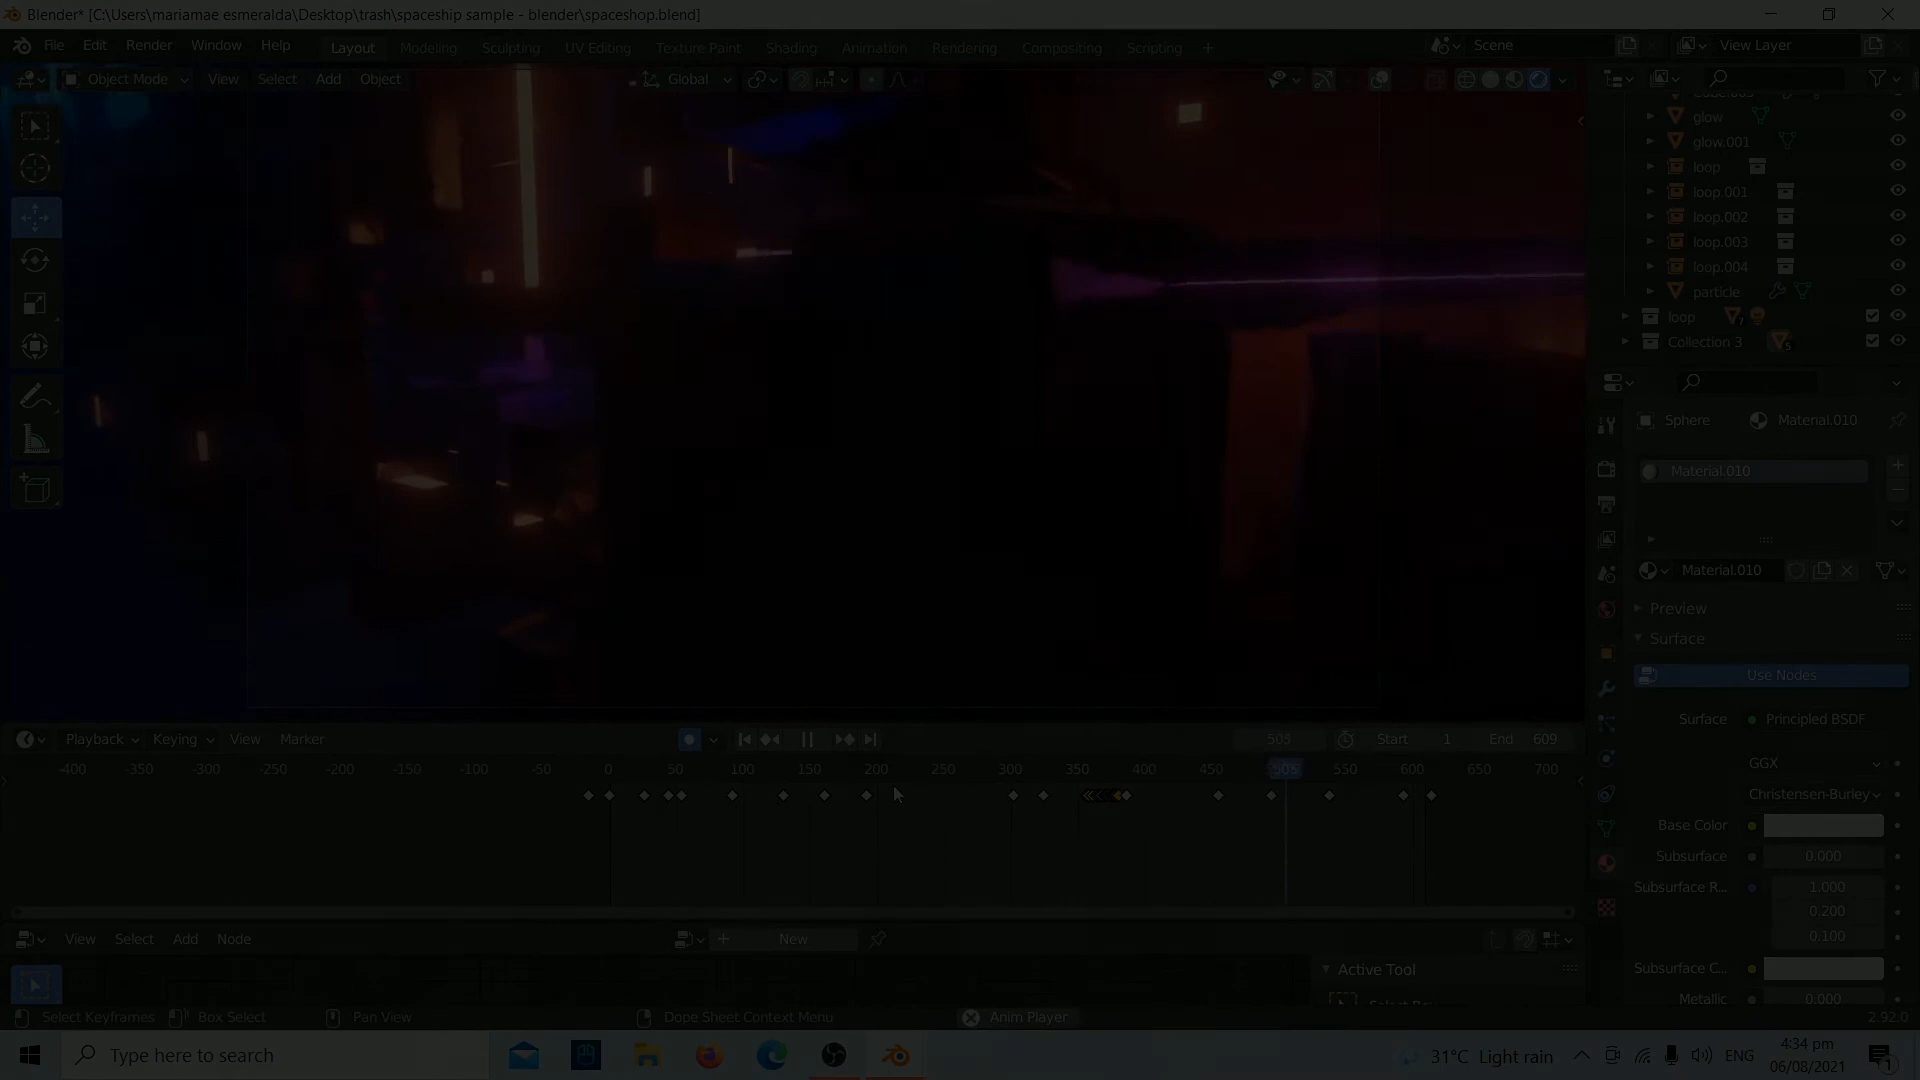 Blender* [C:\Users\mariamae esmeralda\Desktop\trash\spaceship sample - blender\spaceshop.blend]
File Edit Render Window Help Layout Modeling Sculpting UV Editing Texture Paint Shading Animation Rendering Compositing Scripting + Scene View Layer
Object Mode View Select Add Object Global
glow
glow.001
loop
loop.001
loop.002
loop.003
loop.004
particle
loop 7
Collection 3 5
Sphere Material.010
Material.010
Material.010
Preview
Surface
Use Nodes
Surface Principled BSDF
GGX
Christensen-Burley
Base Color
Subsurface 0.000
Subsurface R... 1.000
0.200
0.100
Subsurface C...
Metallic 0.000
Playback Keying View Marker 505 Start 1 End 609
-400 -350 -300 -250 -200 -150 -100 -50 0 50 100 150 200 250 300 350 400 450 505 550 600 650 700
View Select Add Node New
Active Tool
Select Keyframes Box Select Pan View Dope Sheet Context Menu Anim Player 2.92.0
Type here to search 31°C Light rain ENG 4:34 pm
06/08/2021 1